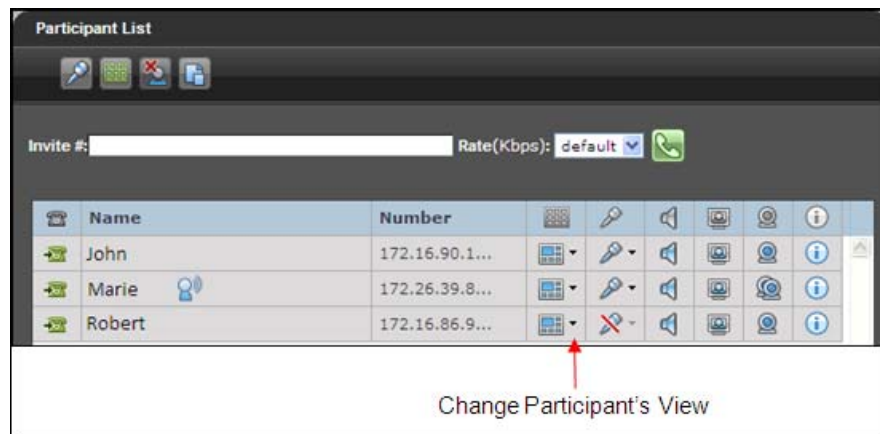 Participant List
Invite #: Rate(Kbps): default
Name Number
John 172.16.90.1...
Marie 172.26.39.8...
Robert 172.16.86.9...
Change Participant's View